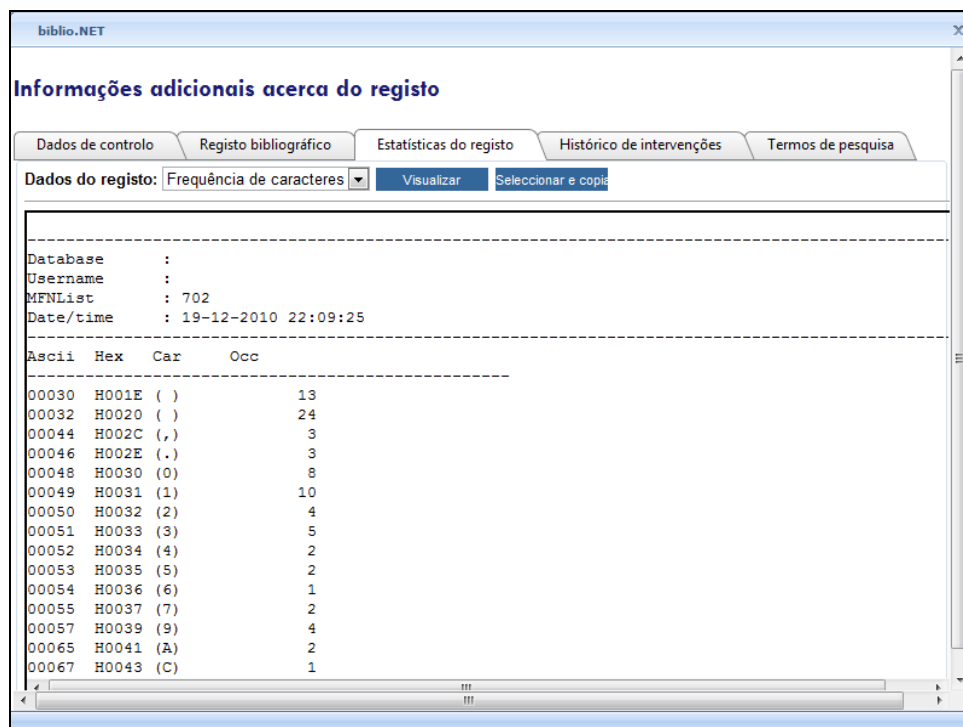 biblio.NET
Informações adicionais acerca do registo
Dados de controlo Registo bibliográfico Estatísticas do registo Histórico de intervenções Termos de pesquisa
Dados do registo: Frequência de caracteres Visualizar Seleccionar e copia
Database :
Username :
MFNList : 702
Date/time : 19-12-2010 22:09:25
Ascii Hex Car Occ
00030 H001E ( ) 13
00032 H0020 ( ) 24
00044 H002C (,) 3
00046 H002E (.) 3
00048 H0030 (0) 8
00049 H0031 (1) 10
00050 H0032 (2) 4
00051 H0033 (3) 5
00052 H0034 (4) 2
00053 H0035 (5) 2
00054 H0036 (6) 1
00055 H0037 (7) 2
00057 H0039 (9) 4
00065 H0041 (A) 2
00067 H0043 (C) 1